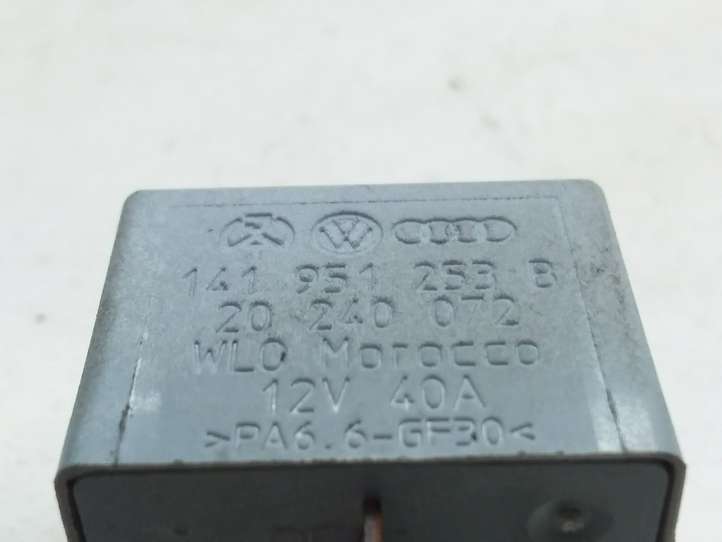 141 951 253 B
20 240 072
WLO Morocco
12V 40A
>PA6.6-GF30<